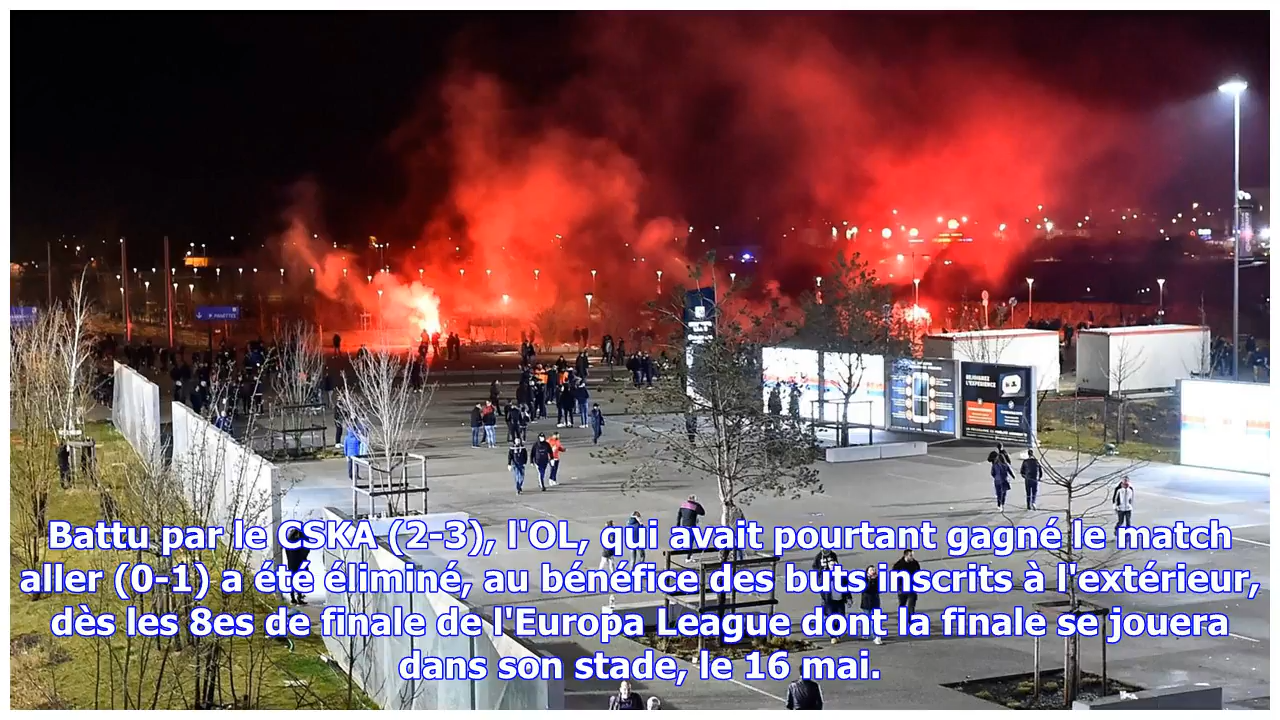 Battu par le CSKA (2-3), l'OL, qui avait pourtant gagné le match
aller (0-1) a été éliminé, au bénéfice des buts inscrits à l'extérieur,
dès les 8es de finale de l'Europa League dont la finale se jouera
dans son stade, le 16 mai.